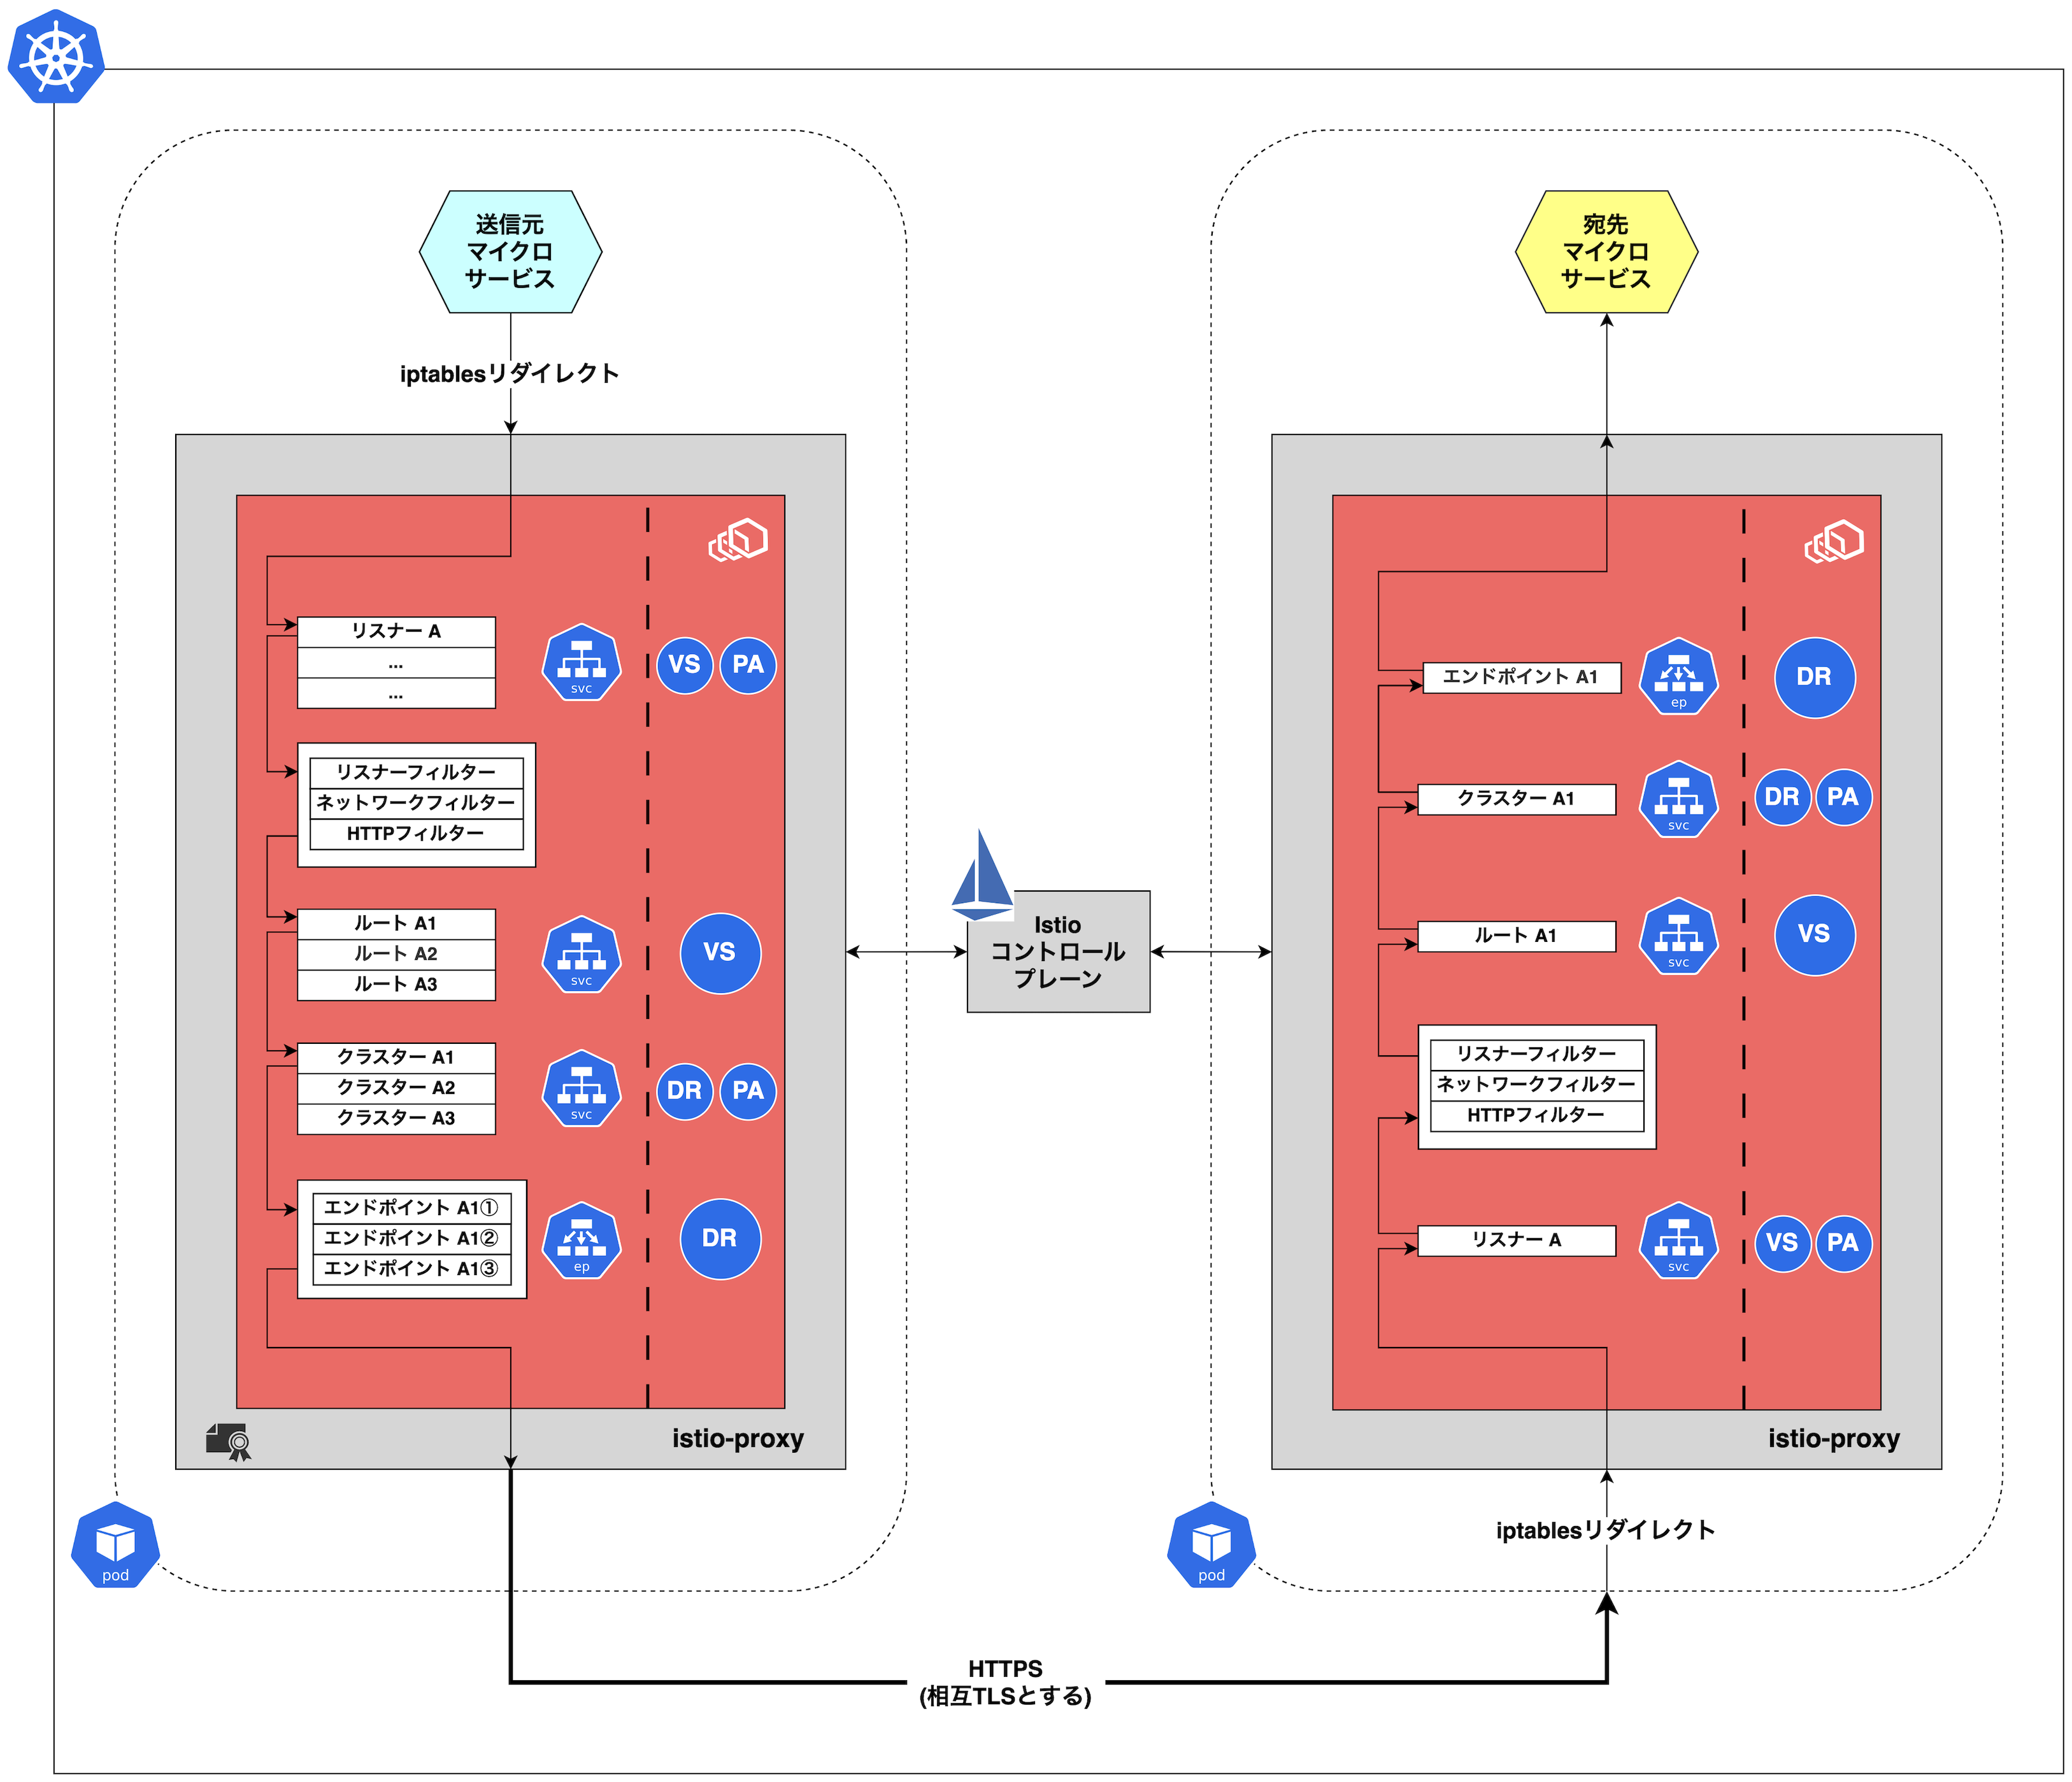 送信元
マイクロ
サービス
iptablesリダイレクト
リスナー A
...
...
svc
VS
PA
リスナーフィルター
ネットワークフィルター
HTTPフィルター
ルート A1
ルート A2
ルート A3
svc
VS
クラスター A1
クラスター A2
クラスター A3
svc
DR
PA
エンドポイント A1①
エンドポイント A1②
エンドポイント A1③
ep
DR
istio-proxy
pod
Istio
コントロール
プレーン
宛先
マイクロ
サービス
エンドポイント A1
ep
DR
クラスター A1
svc
DR
PA
ルート A1
svc
VS
リスナーフィルター
ネットワークフィルター
HTTPフィルター
リスナー A
svc
VS
PA
istio-proxy
iptablesリダイレクト
pod
HTTPS
(相互TLSとする)